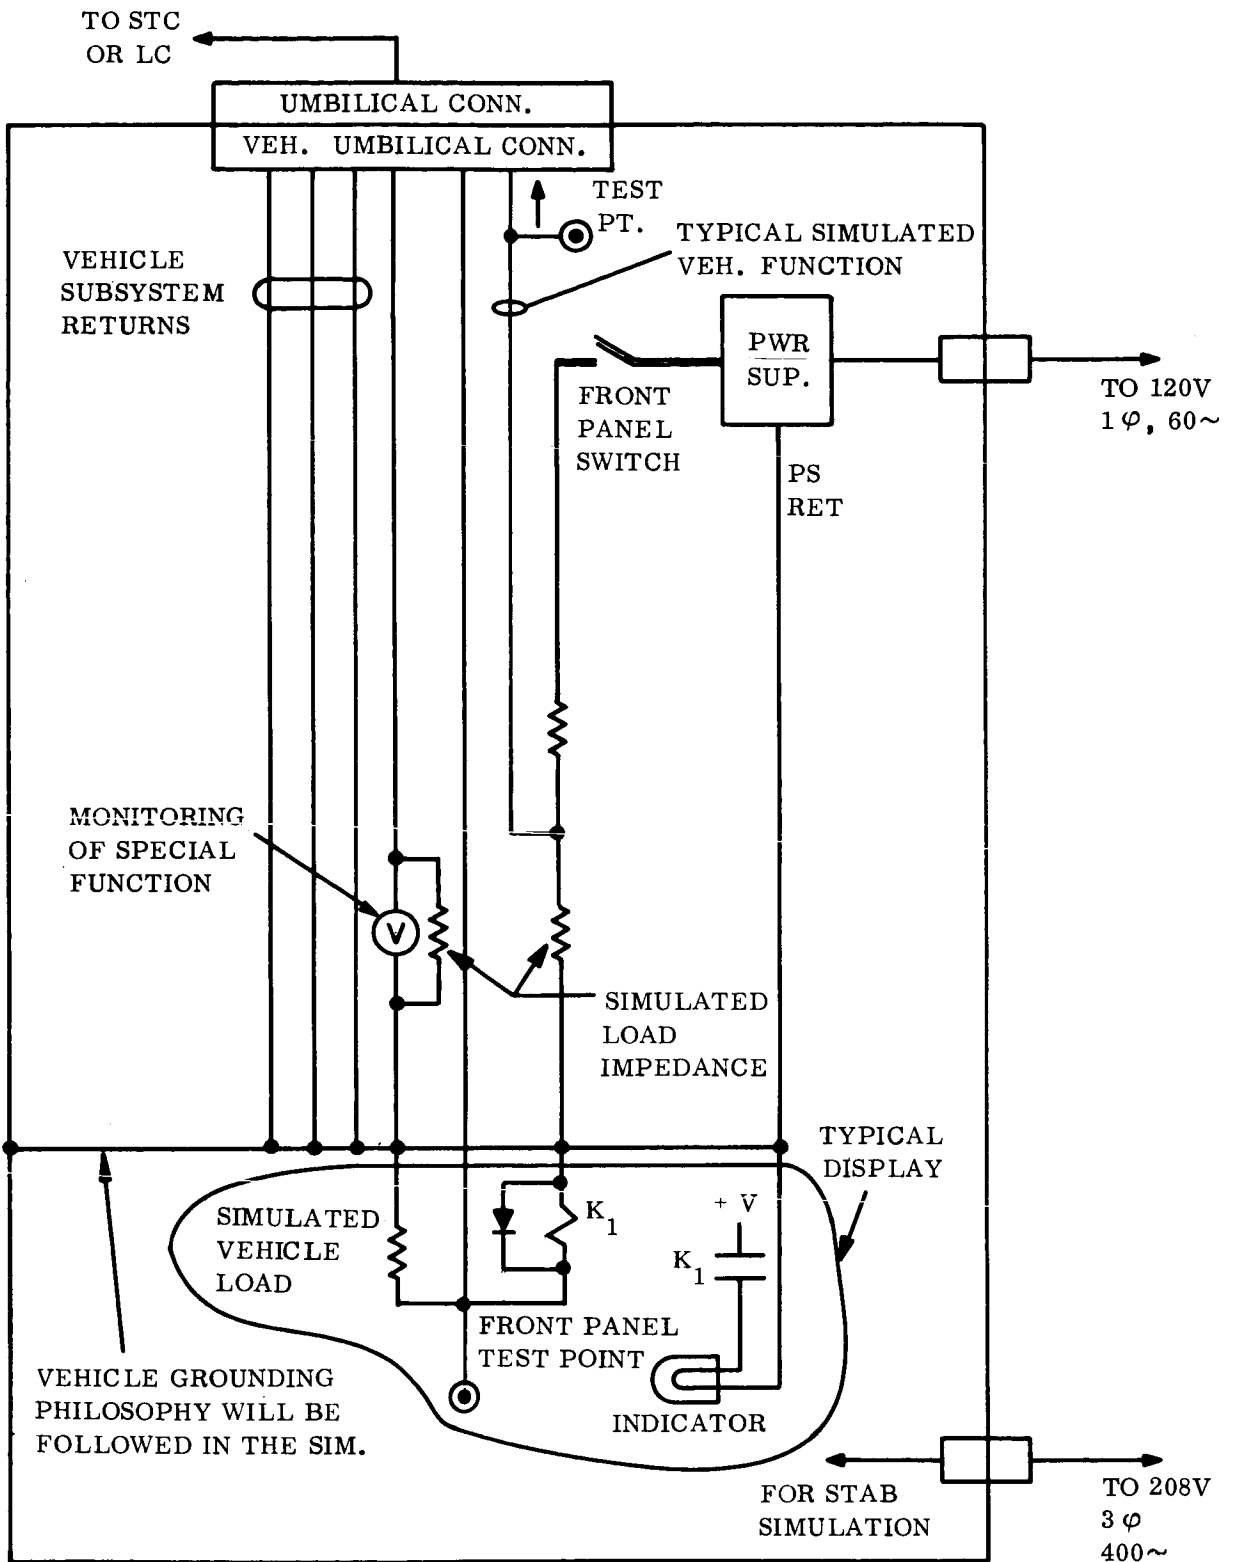 TO STC
OR LC
UMBILICAL CONN.
VEH. UMBILICAL CONN.
TEST
PT.
TYPICAL SIMULATED
VEH. FUNCTION
VEHICLE
SUBSYSTEM
RETURNS
PWR
SUP.
FRONT
PANEL
SWITCH
TO 120V
1φ, 60~
PS
RET
MONITORING
OF SPECIAL
FUNCTION
V
SIMULATED
LOAD
IMPEDANCE
TYPICAL
DISPLAY
SIMULATED
VEHICLE
LOAD
K1
+ V
K1
FRONT PANEL
TEST POINT
INDICATOR
VEHICLE GROUNDING
PHILOSOPHY WILL BE
FOLLOWED IN THE SIM.
FOR STAB
SIMULATION
TO 208V
3φ
400~